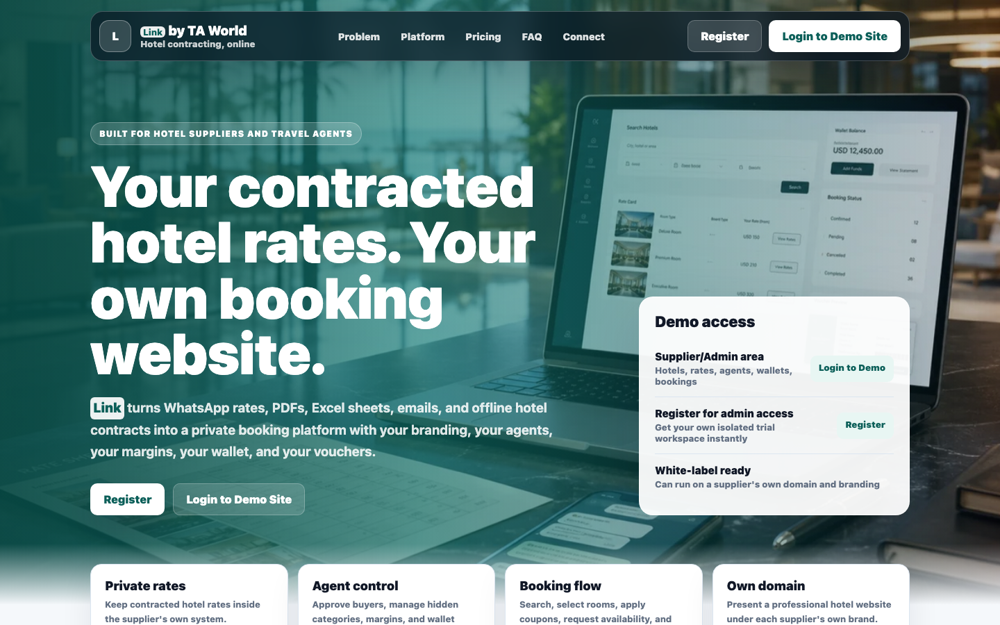 L
Link by TA World
Hotel contracting, online
Problem
Platform
Pricing
FAQ
Connect
Register
Login to Demo Site
BUILT FOR HOTEL SUPPLIERS AND TRAVEL AGENTS
Your contracted
hotel rates. Your
own booking
website.
Link turns WhatsApp rates, PDFs, Excel sheets, emails, and offline hotel
contracts into a private booking platform with your branding, your agents,
your margins, your wallet, and your vouchers.
Register
Login to Demo Site
Search Hotels
City, hotel or area
Search
Rate Card
Room Type
Board Type
Deluxe Room
USD 150
View Rates
Premium Room
USD 210
View Rates
Executive Room
USD 330
Wallet Balance
USD 12,450.00
Add Funds
View Statement
Booking Status
Confirmed
12
Pending
08
Cancelled
02
Completed
36
Demo access
Supplier/Admin area
Hotels, rates, agents, wallets,
bookings
Login to Demo
Register for admin access
Get your own isolated trial
workspace instantly
Register
White-label ready
Can run on a supplier's own domain and branding
Private rates
Keep contracted hotel rates inside
the supplier's own system.
Agent control
Approve buyers, manage hidden
categories, margins, and wallet
Booking flow
Search, select rooms, apply
coupons, request availability, and
Own domain
Present a professional hotel website
under each supplier's own brand.